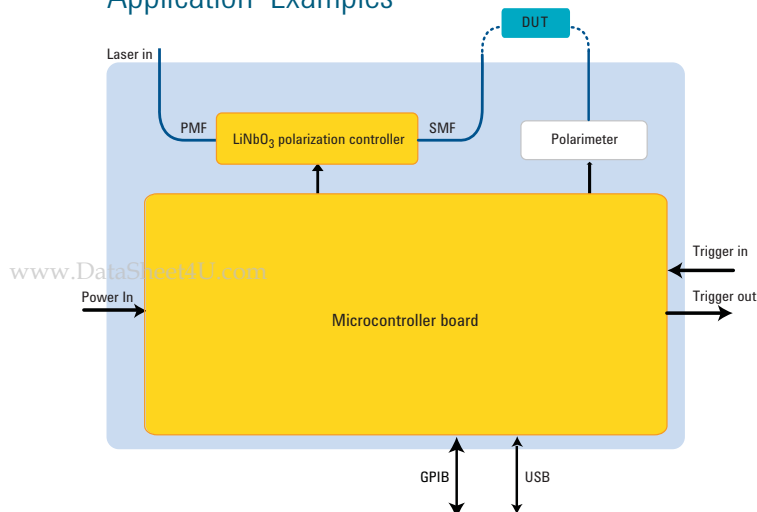 Application Examples
DUT
Laser in
PMF
LiNbO3 polarization controller
SMF
Polarimeter
Trigger in
www.DataSheet4U.com
Power In
Trigger out
Microcontroller board
GPIB
USB